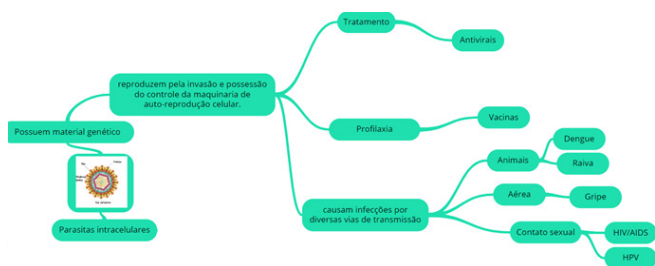 Tratamento
Antivirais
reproduzem pela invasão e possessão
do controle da maquinaria de
auto-reprodução celular.
Possuem material genético
Parasitas intracelulares
Profilaxia
Vacinas
causam infecções por
diversas vias de transmissão
Animais
Dengue
Raiva
Aérea
Gripe
Contato sexual
HIV/AIDS
HPV